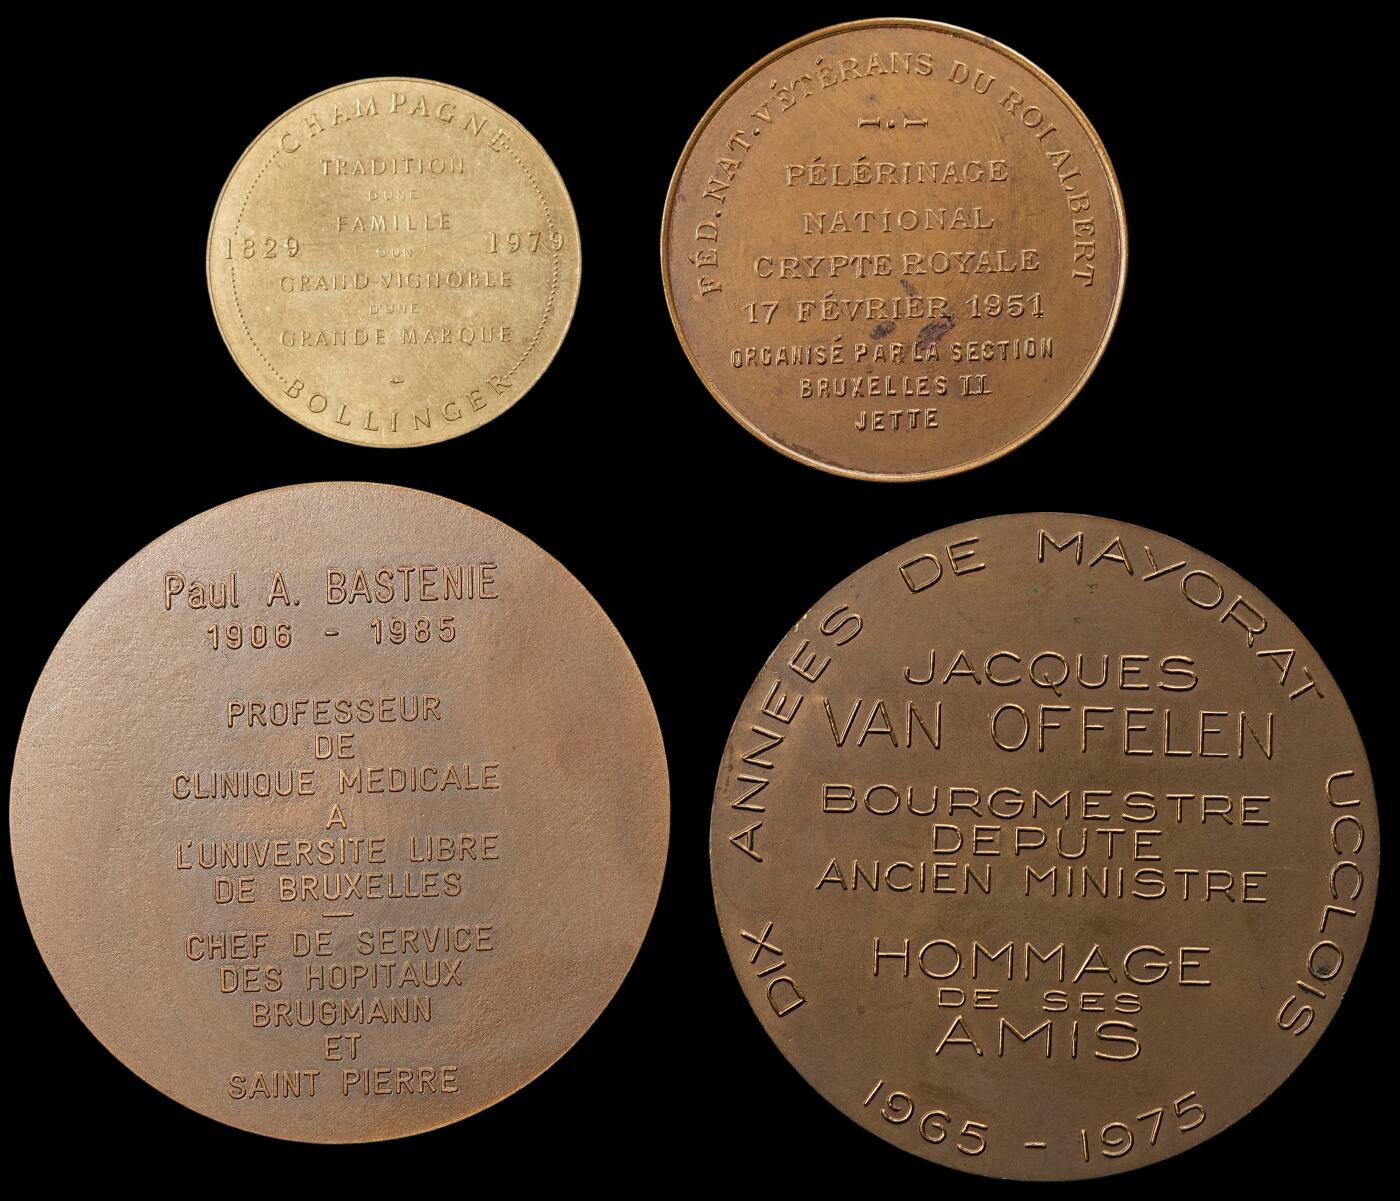 CHAMPAGNE
TRADITION
D'UNE
FAMILLE
1829 1979
D'UN
GRAND VIGNOBLE
D'UNE
GRANDE MARQUE
BOLLINGER
FÉD. NAT. VÉTÉRANS DU ROI ALBERT
I. I
PÉLÉRINAGE
NATIONAL
CRYPTE ROYALE
17 FÉVRIER 1951
ORGANISÉ PAR LA SECTION
BRUXELLES II
JETTE
Paul A. BASTENIE
1906 - 1985
PROFESSEUR
DE
CLINIQUE MEDICALE
A
L'UNIVERSITE LIBRE
DE BRUXELLES
CHEF DE SERVICE
DES HOPITAUX
BRUGMANN
ET
SAINT PIERRE
DIX ANNEES DE MAYORAT UCCLOIS
JACQUES
VAN OFFELEN
BOURGMESTRE
DEPUTE
ANCIEN MINISTRE
HOMMAGE
DE SES
AMIS
1965 - 1975